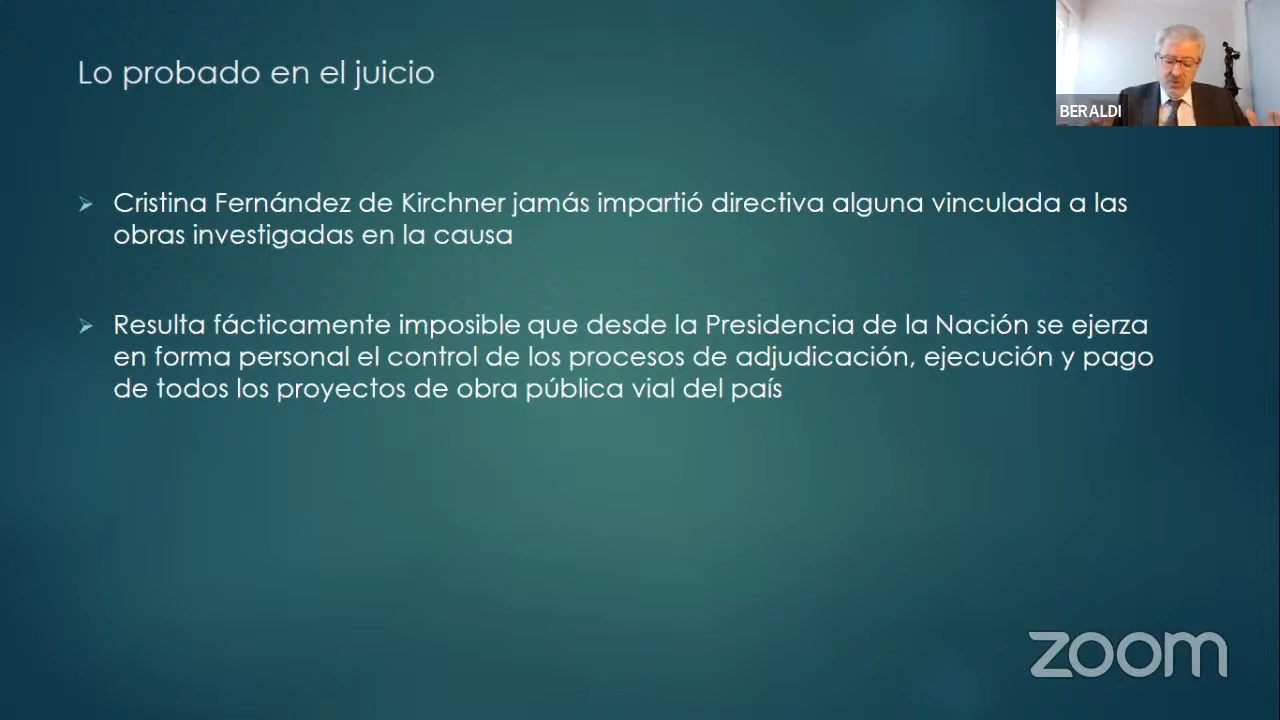 Lo probado en el juicio
BERALDI
Cristina Fernández de Kirchner jamás impartió directiva alguna vinculada a las
obras investigadas en la causa
Resulta fácticamente imposible que desde la Presidencia de la Nación se ejerza
en forma personal el control de los procesos de adjudicación, ejecución y pago
de todos los proyectos de obra pública vial del país
zoom